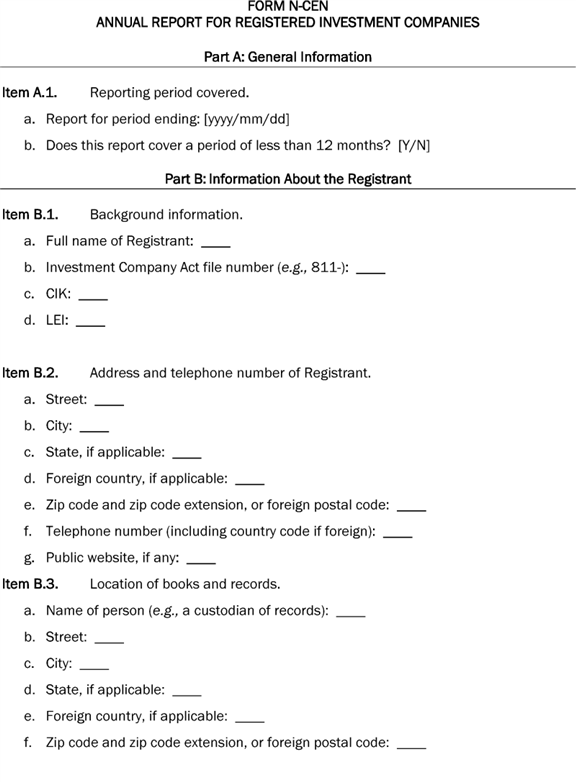 FORM N-CEN
ANNUAL REPORT FOR REGISTERED INVESTMENT COMPANIES
Part A: General Information
Item A.1. Reporting period covered.
a. Report for period ending: [yyyy/mm/dd]
b. Does this report cover a period of less than 12 months? [Y/N]
Part B: Information About the Registrant
Item B.1. Background information.
a. Full name of Registrant: ____
b. Investment Company Act file number (e.g., 811-): ____
c. CIK: ____
d. LEI: ____
Item B.2. Address and telephone number of Registrant.
a. Street: ____
b. City: ____
c. State, if applicable: ____
d. Foreign country, if applicable: ____
e. Zip code and zip code extension, or foreign postal code: ____
f. Telephone number (including country code if foreign): ____
g. Public website, if any: ____
Item B.3. Location of books and records.
a. Name of person (e.g., a custodian of records): ____
b. Street: ____
c. City: ____
d. State, if applicable: ____
e. Foreign country, if applicable: ____
f. Zip code and zip code extension, or foreign postal code: ____